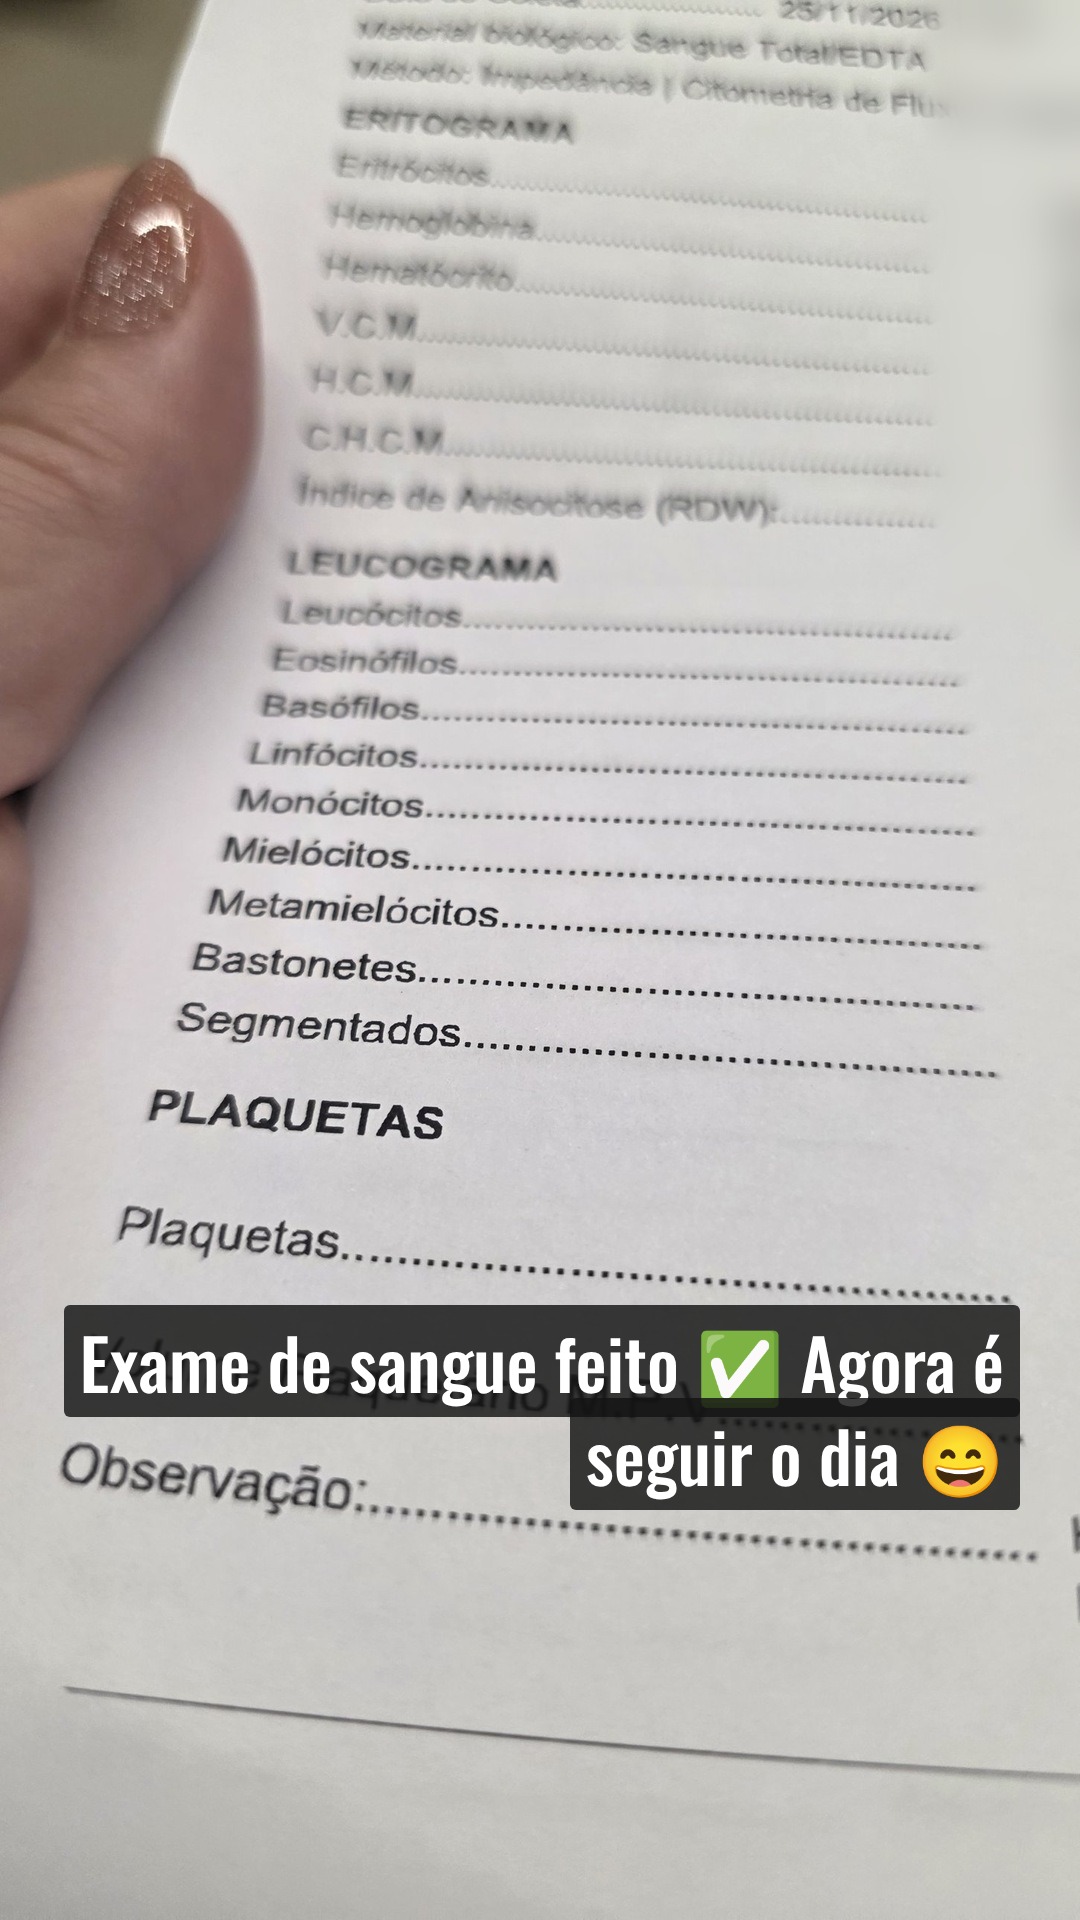 25/11/2026
Material biológico: Sangue Total/EDTA
Método: Impedância | Citometria de Flu
ERITOGRAMA
Eritrócitos
Hemoglobina
Hematócrito
V.C.M
H.C.M
C.H.C.M
Índice de Anisocitose (RDW):
LEUCOGRAMA
Leucócitos
Eosinófilos
Basófilos
Linfócitos
Monócitos
Mielócitos
Metamielócitos
Bastonetes
Segmentados
PLAQUETAS
Plaquetas
Exame de sangue feito ✅ Agora é
seguir o dia 😄
M.P.V
Observação: